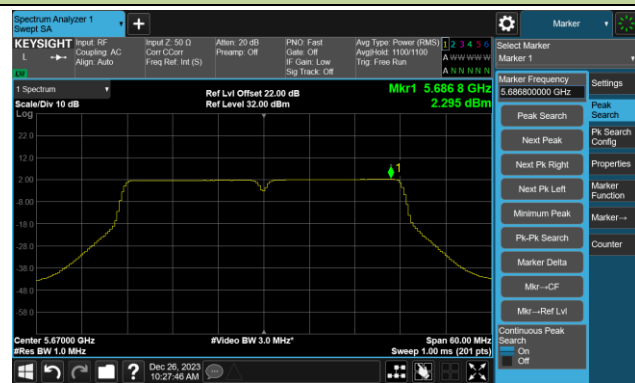 Spectrum Analyzer 1
Swept SA
Marker
KEYSIGHT
L
Input: RF
Coupling: AC
Align: Auto
Input Z: 50 Ω
Corr CCorr
Freq Ref: Int (S)
Atten: 20 dB
Preamp: Off
PNO: Fast
Gate: Off
IF Gain: Low
Sig Track: Off
Avg Type: Power (RMS)
Avg|Hold: 1100/1100
Trig: Free Run
1 2 3 4 5 6
A W W W W W
A N N N N N
Select Marker
Marker 1
1 Spectrum
Scale/Div 10 dB
Log
Ref Lvl Offset 22.00 dB
Ref Level 32.00 dBm
Mkr1 5.686 8 GHz
2.295 dBm
22.0
12.0
2.00
-8.00
-18.0
-28.0
-38.0
-48.0
-58.0
1
Center 5.67000 GHz
#Res BW 1.0 MHz
#Video BW 3.0 MHz*
Span 60.00 MHz
Sweep 1.00 ms (201 pts)
Marker Frequency
5.686800000 GHz
Peak Search
Next Peak
Next Pk Right
Next Pk Left
Minimum Peak
Pk-Pk Search
Marker Delta
Mkr→CF
Mkr→Ref Lvl
Continuous Peak
Search
On
Off
Settings
Peak
Search
Pk Search
Config
Properties
Marker
Function
Marker→
Counter
Dec 26, 2023
10:27:46 AM